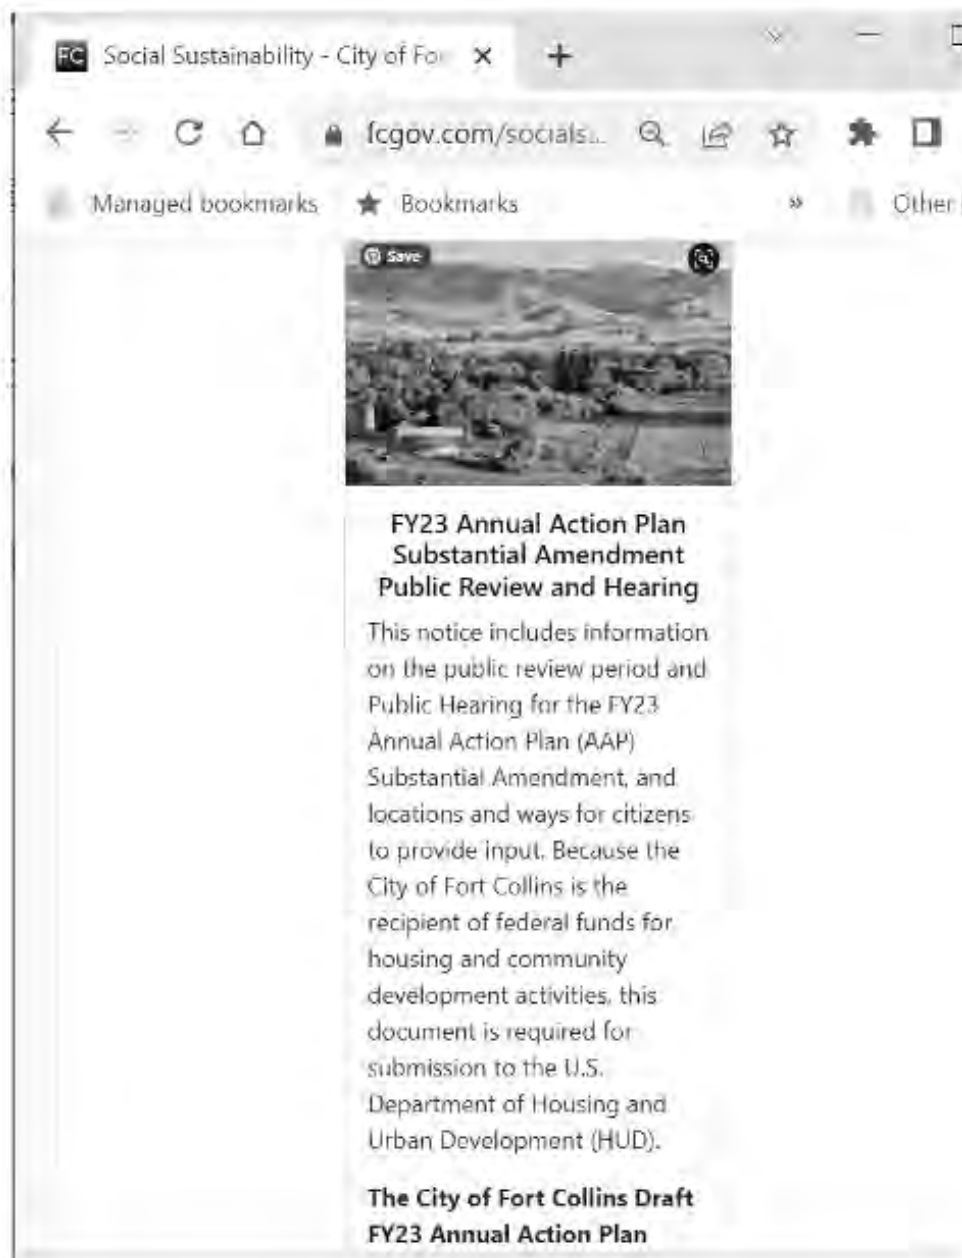 FC Social Sustainability - City of Fo
fcgov.com/socials...
Managed bookmarks Bookmarks » Other
Save
FY23 Annual Action Plan
Substantial Amendment
Public Review and Hearing
This notice includes information
on the public review period and
Public Hearing for the FY23
Annual Action Plan (AAP)
Substantial Amendment, and
locations and ways for citizens
to provide input. Because the
City of Fort Collins is the
recipient of federal funds for
housing and community
development activities, this
document is required for
submission to the U.S.
Department of Housing and
Urban Development (HUD).
The City of Fort Collins Draft
FY23 Annual Action Plan